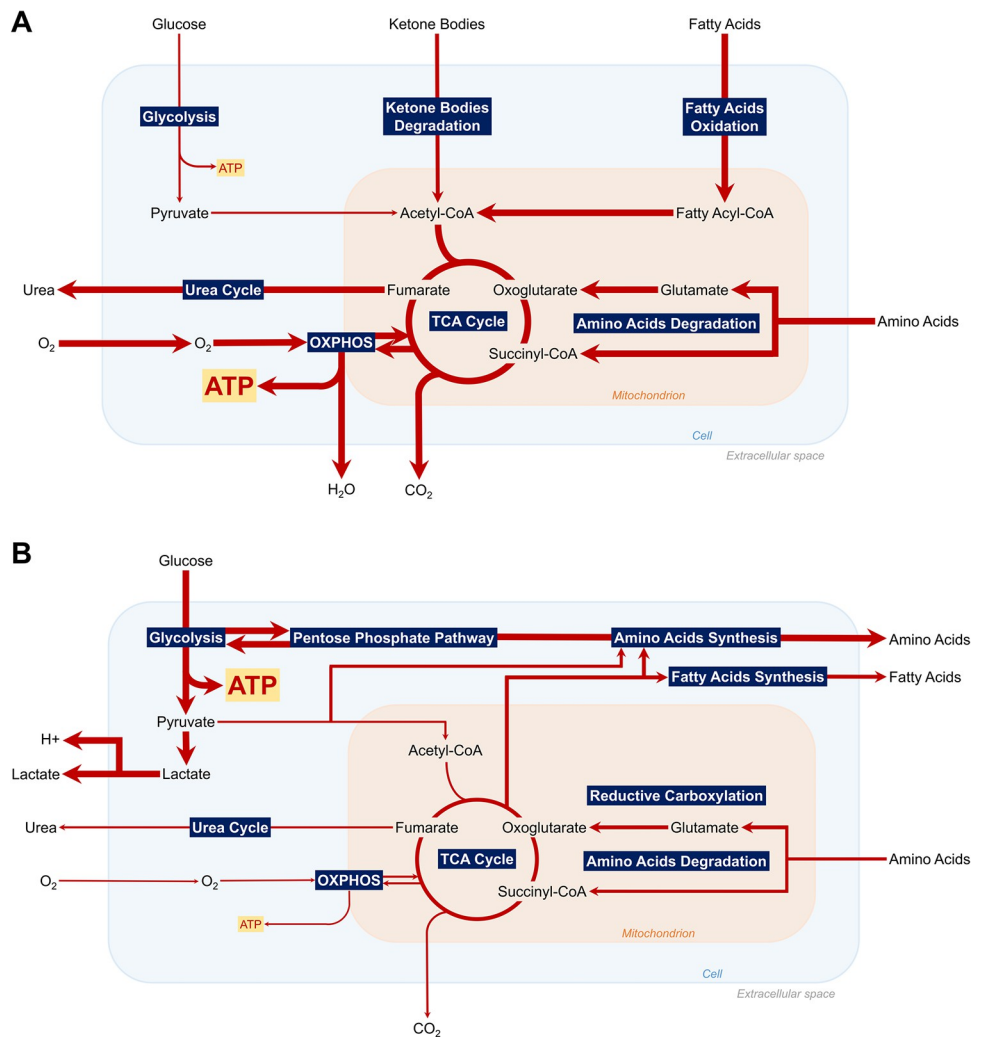 A
Glucose
Ketone Bodies
Fatty Acids
Glycolysis
Ketone Bodies
Degradation
Fatty Acids
Oxidation
ATP
Pyruvate
Acetyl-CoA
Fatty Acyl-CoA
Urea
Urea Cycle
Fumarate
Oxoglutarate
Glutamate
TCA Cycle
Amino Acids Degradation
Amino Acids
O₂
O₂
OXPHOS
Succinyl-CoA
ATP
Mitochondrion
Cell
Extracellular space
H₂O
CO₂
B
Glucose
Glycolysis
Pentose Phosphate Pathway
Amino Acids Synthesis
Amino Acids
ATP
Fatty Acids Synthesis
Fatty Acids
Pyruvate
H+
Acetyl-CoA
Lactate
Lactate
Reductive Carboxylation
Urea
Urea Cycle
Fumarate
Oxoglutarate
Glutamate
TCA Cycle
Amino Acids Degradation
Amino Acids
O₂
O₂
OXPHOS
Succinyl-CoA
ATP
Mitochondrion
Cell
Extracellular space
CO₂